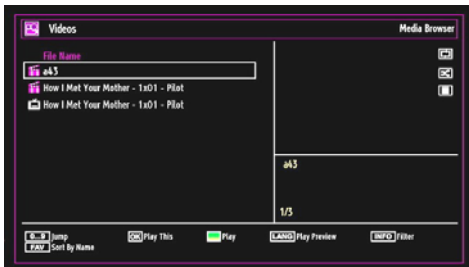 Videos
Media Browser
File Name
a43
How I Met Your Mother - 1x01 - Pilot
How I Met Your Mother - 1x01 - Pilot
a43
1/3
0...9 Jump
OK Play This
Play
LANG Play Preview
INFO Filter
FAV Sort By Name